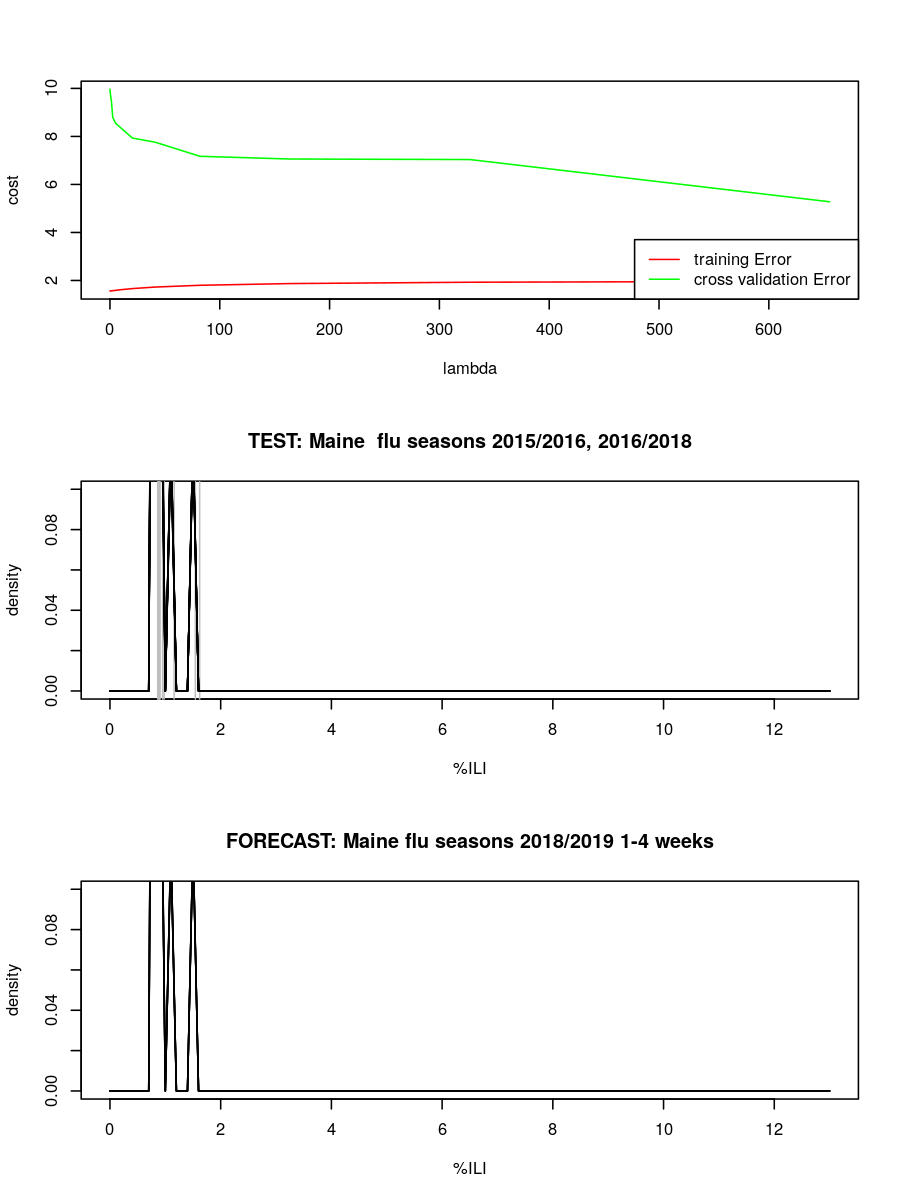 10
8
6
4
2
cost
training Error
cross validation Error
0 100 200 300 400 500 600
lambda
TEST: Maine  flu seasons 2015/2016, 2016/2018
0.08
0.04
0.00
density
0 2 4 6 8 10 12
%ILI
FORECAST: Maine flu seasons 2018/2019 1-4 weeks
0.08
0.04
0.00
density
0 2 4 6 8 10 12
%ILI